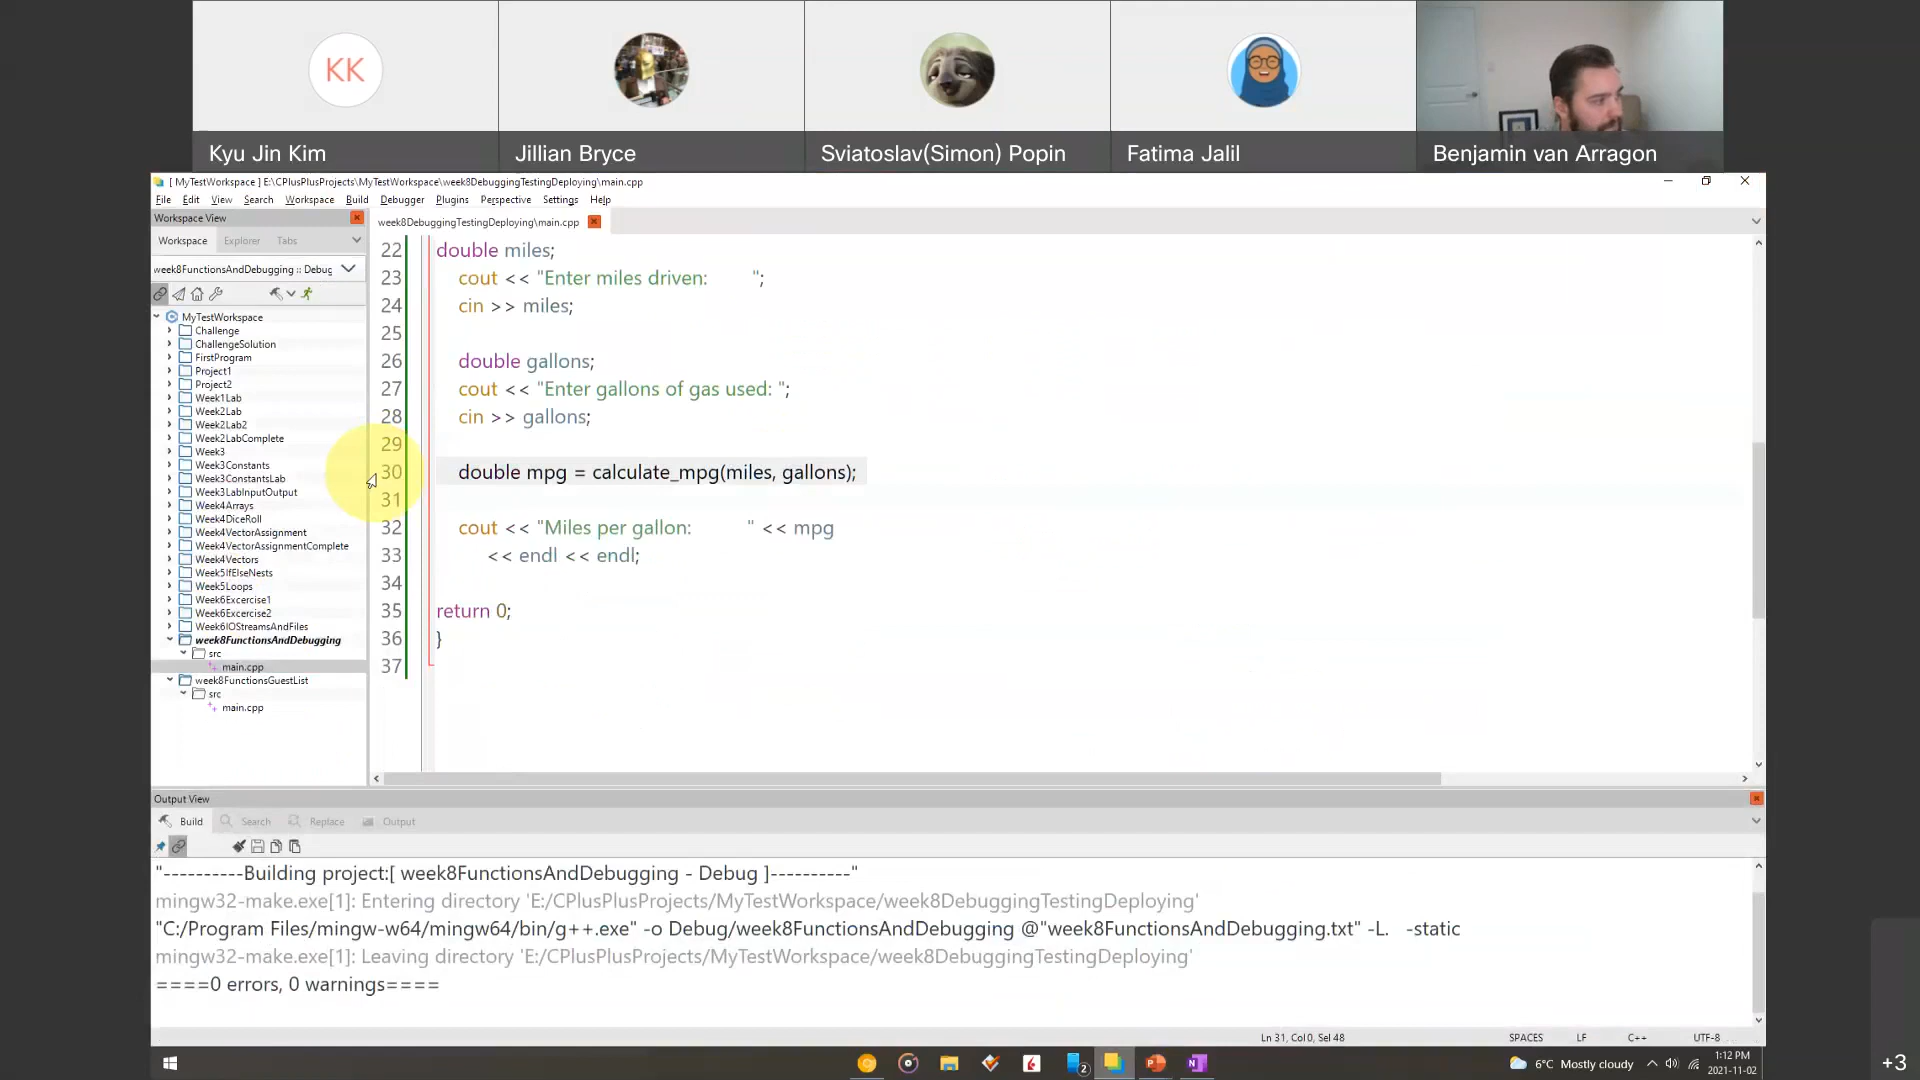 KK
Kyu Jin Kim
Jillian Bryce
Sviatoslav(Simon) Popin
Fatima Jalil
Benjamin van Arragon
[ MyTestWorkspace ] E:\CPlusPlusProjects\MyTestWorkspace\week8DebuggingTestingDeploying\main.cpp
File Edit View Search Workspace Build Debugger Plugins Perspective Settings Help
Workspace View
week8DebuggingTestingDeploying\main.cpp
Workspace Explorer Tabs
week8FunctionsAndDebugging :: Debug
MyTestWorkspace
Challenge
ChallengeSolution
FirstProgram
Project1
Project2
Week1Lab
Week2Lab
Week2Lab2
Week2LabComplete
Week3
Week3Constants
Week3ConstantsLab
Week3LabInputOutput
Week4Arrays
Week4DiceRoll
Week4VectorAssignment
Week4VectorAssignmentComplete
Week4Vectors
Week5IfElseNests
Week5Loops
Week6Excercise1
Week6Excercise2
Week6IOStreamsAndFiles
week8FunctionsAndDebugging
src
main.cpp
week8FunctionsGuestList
src
main.cpp
22 double miles;
23 cout << "Enter miles driven: ";
24 cin >> miles;
25
26 double gallons;
27 cout << "Enter gallons of gas used: ";
28 cin >> gallons;
29
30 double mpg = calculate_mpg(miles, gallons);
31
32 cout << "Miles per gallon: " << mpg
33 << endl << endl;
34
35 return 0;
36 }
37
Output View
Build Search Replace Output
"----------Building project:[ week8FunctionsAndDebugging - Debug ]----------"
mingw32-make.exe[1]: Entering directory 'E:/CPlusPlusProjects/MyTestWorkspace/week8DebuggingTestingDeploying'
"C:/Program Files/mingw-w64/mingw64/bin/g++.exe" -o Debug/week8FunctionsAndDebugging @"week8FunctionsAndDebugging.txt" -L. -static
mingw32-make.exe[1]: Leaving directory 'E:/CPlusPlusProjects/MyTestWorkspace/week8DebuggingTestingDeploying'
====0 errors, 0 warnings====
Ln 31, Col 0, Sel 48 SPACES LF C++ UTF-8
2
6°C Mostly cloudy
1:12 PM
2021-11-02
+3